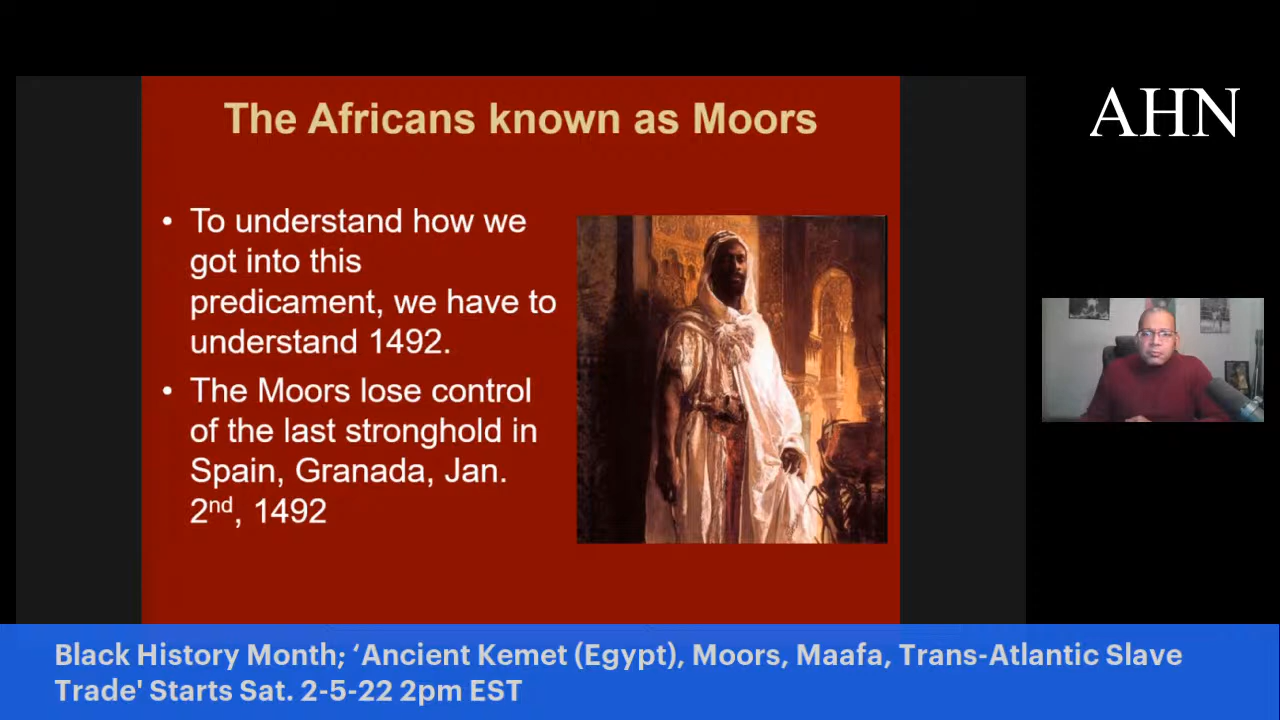 The Africans known as Moors
AHN
• To understand how we
got into this
predicament, we have to
understand 1492.
• The Moors lose control
of the last stronghold in
Spain, Granada, Jan.
2nd, 1492
Black History Month; ‘Ancient Kemet (Egypt), Moors, Maafa, Trans-Atlantic Slave
Trade' Starts Sat. 2-5-22 2pm EST